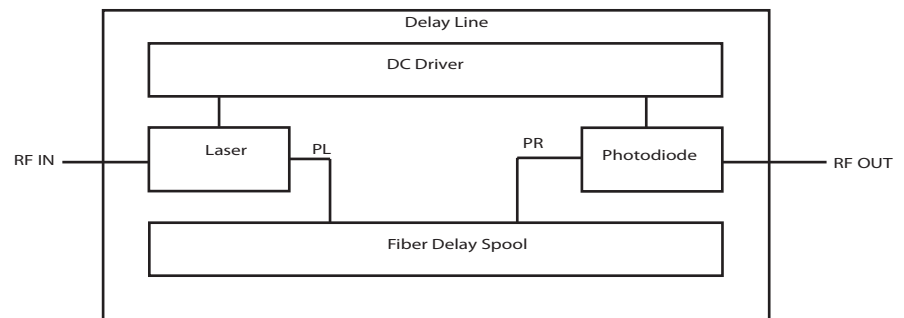 Delay Line
DC Driver
Laser
PL
PR
Photodiode
RF IN
RF OUT
Fiber Delay Spool